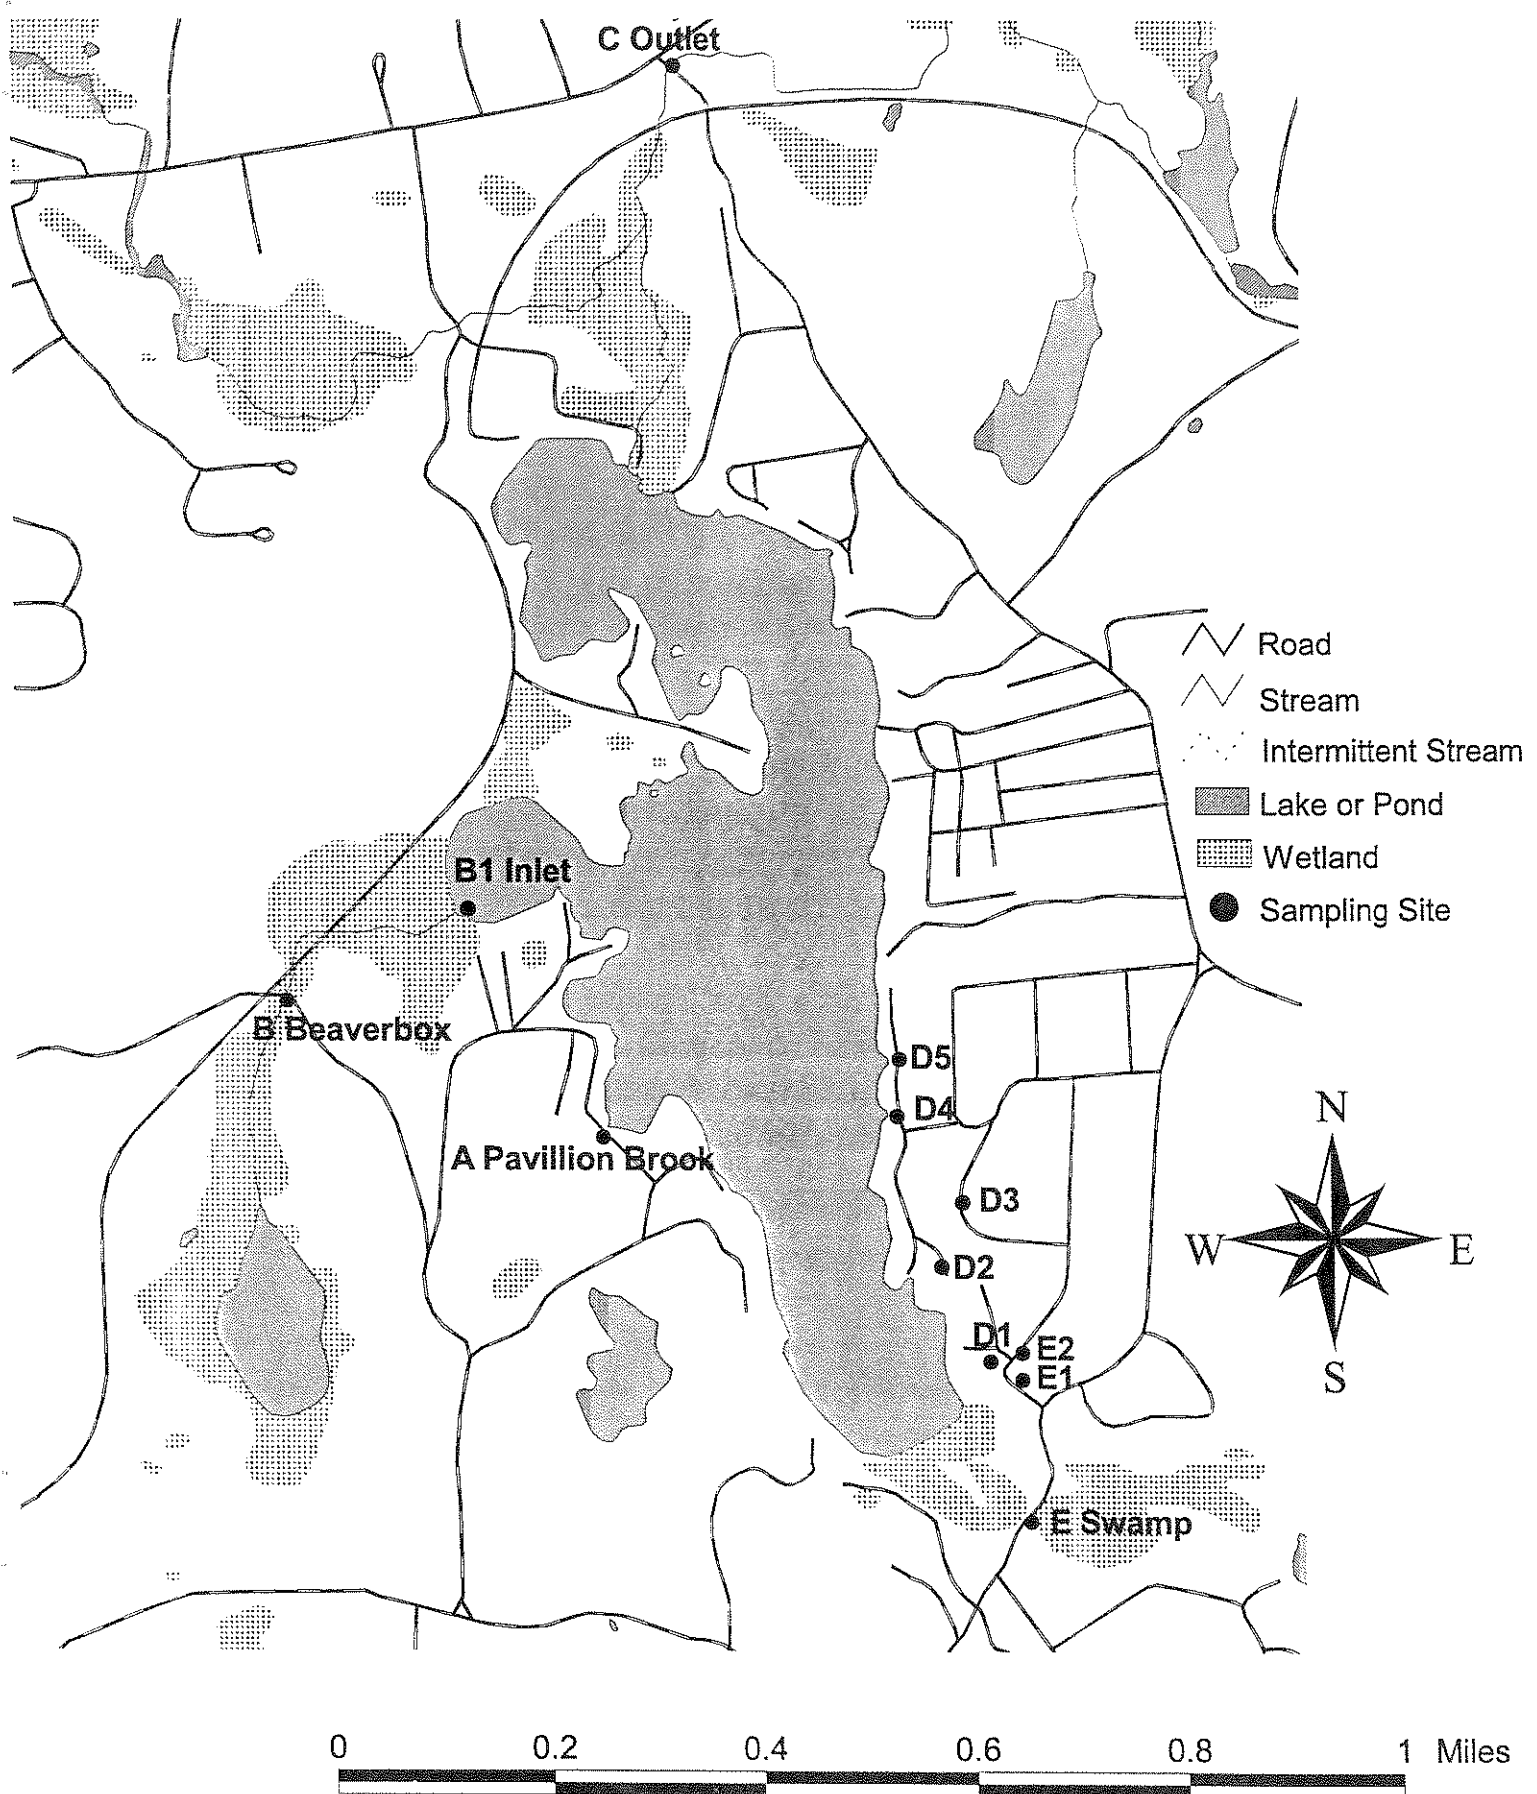 C Outlet
Road
Stream
Intermittent Stream
Lake or Pond
Wetland
Sampling Site
B1 Inlet
B Beaverbox
D5
D4
A Pavillion Brook
D3
D2
D1
E2
E1
E Swamp
N
W
E
S
0 0.2 0.4 0.6 0.8 1 Miles